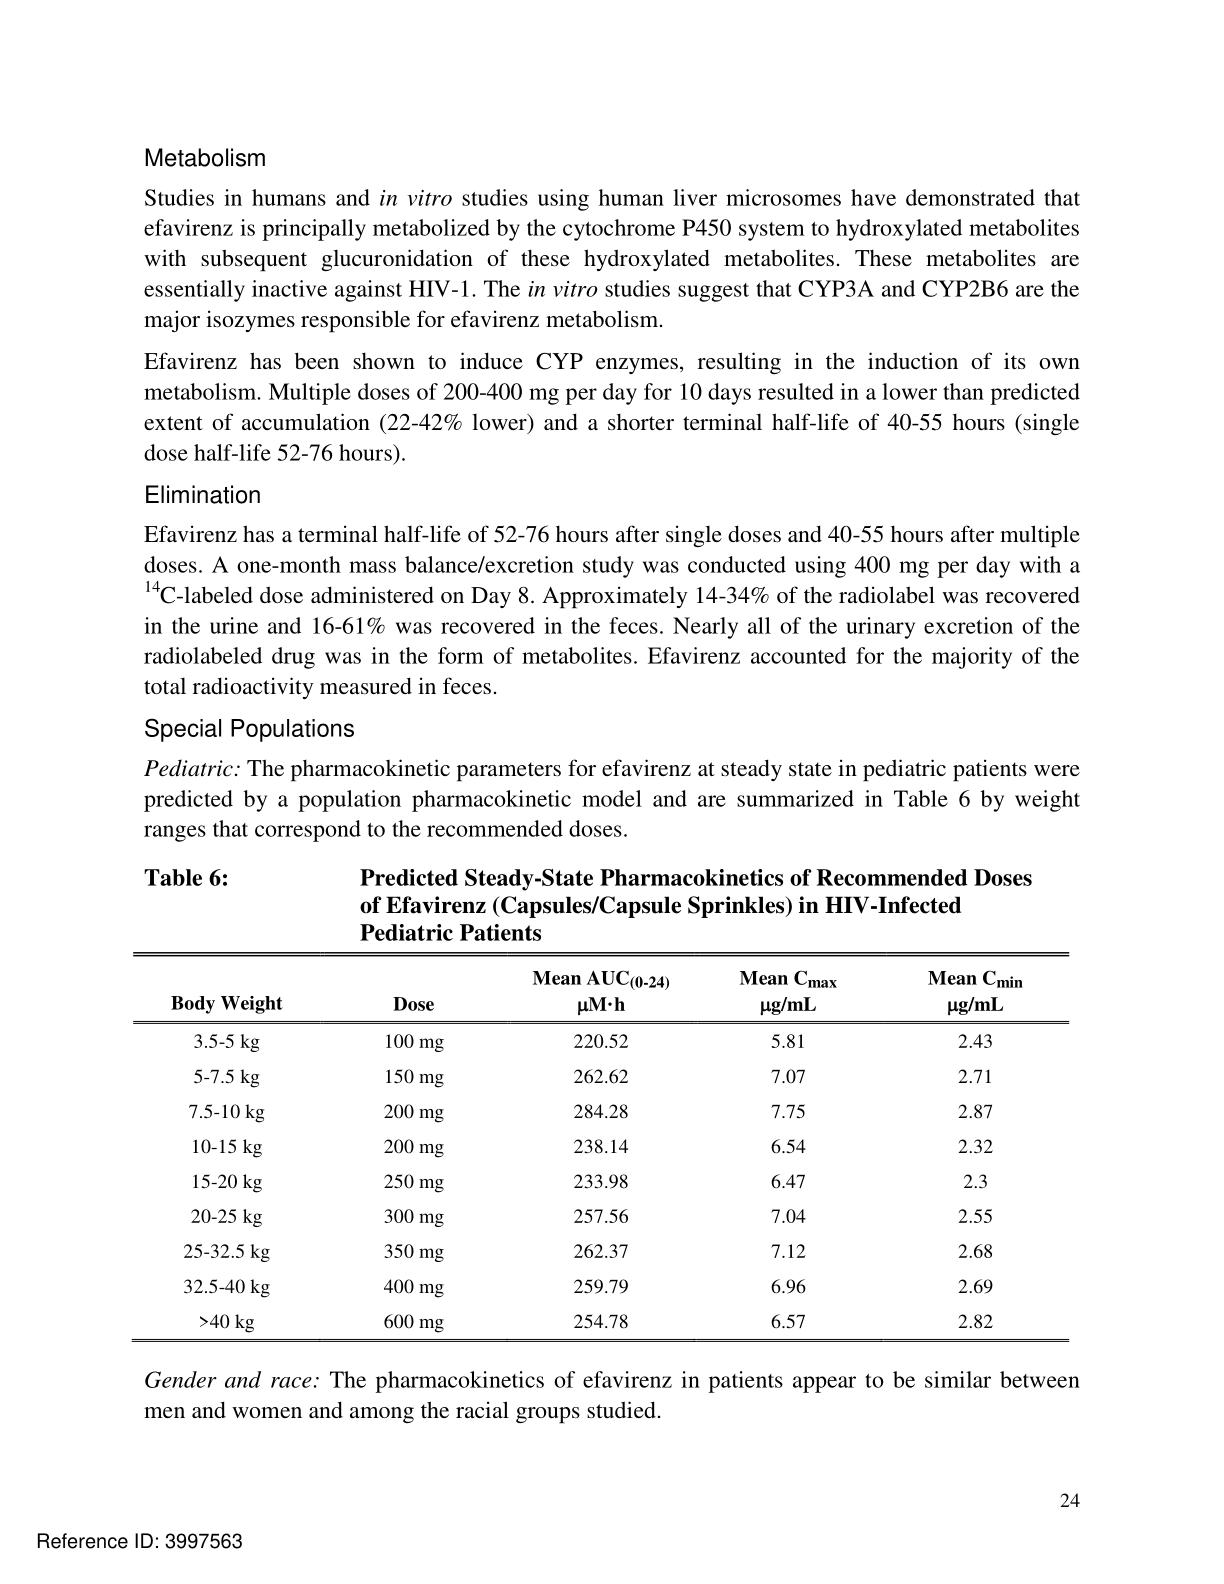 Metabolism
Studies in humans and in vitro studies using human liver microsomes have demonstrated that
efavirenz is principally metabolized by the cytochrome P450 system to hydroxylated metabolites
with subsequent glucuronidation of these hydroxylated metabolites. These metabolites are
essentially inactive against HIV-1. The in vitro studies suggest that CYP3A and CYP2B6 are the
major isozymes responsible for efavirenz metabolism.
Efavirenz has been shown to induce CYP enzymes, resulting in the induction of its own
metabolism. Multiple doses of 200-400 mg per day for 10 days resulted in a lower than predicted
extent of accumulation (22-42% lower) and a shorter terminal half-life of 40-55 hours (single
dose half-life 52-76 hours).
Elimination
Efavirenz has a terminal half-life of 52-76 hours after single doses and 40-55 hours after multiple
doses. A one-month mass balance/excretion study was conducted using 400 mg per day with a
14C-labeled dose administered on Day 8. Approximately 14-34% of the radiolabel was recovered
in the urine and 16-61% was recovered in the feces. Nearly all of the urinary excretion of the
radiolabeled drug was in the form of metabolites. Efavirenz accounted for the majority of the
total radioactivity measured in feces.
Special Populations
Pediatric: The pharmacokinetic parameters for efavirenz at steady state in pediatric patients were
predicted by a population pharmacokinetic model and are summarized in Table 6 by weight
ranges that correspond to the recommended doses.
Table 6: Predicted Steady-State Pharmacokinetics of Recommended Doses
of Efavirenz (Capsules/Capsule Sprinkles) in HIV-Infected
Pediatric Patients
Mean AUC(0-24) Mean Cmax Mean Cmin
Body Weight Dose µM·h µg/mL µg/mL
3.5-5 kg 100 mg 220.52 5.81 2.43
5-7.5 kg 150 mg 262.62 7.07 2.71
7.5-10 kg 200 mg 284.28 7.75 2.87
10-15 kg 200 mg 238.14 6.54 2.32
15-20 kg 250 mg 233.98 6.47 2.3
20-25 kg 300 mg 257.56 7.04 2.55
25-32.5 kg 350 mg 262.37 7.12 2.68
32.5-40 kg 400 mg 259.79 6.96 2.69
>40 kg 600 mg 254.78 6.57 2.82
Gender and race: The pharmacokinetics of efavirenz in patients appear to be similar between
men and women and among the racial groups studied.
24
Reference ID: 3997563